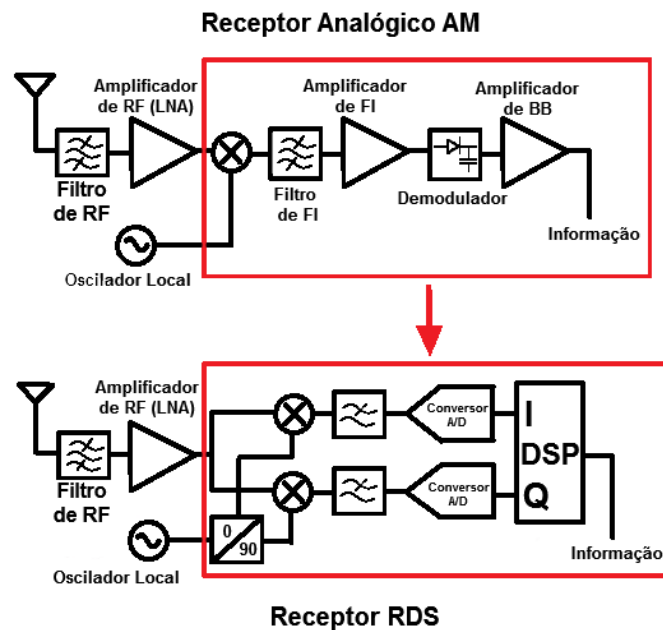 Receptor Analógico AM
Amplificador
de RF (LNA)
Amplificador
de FI
Amplificador
de BB
Filtro
de RF
Filtro
de FI
Demodulador
Informação
Oscilador Local
Amplificador
de RF (LNA)
Conversor
A/D
I
DSP
Q
Conversor
A/D
Filtro
de RF
0
90
Oscilador Local
Informação
Receptor RDS